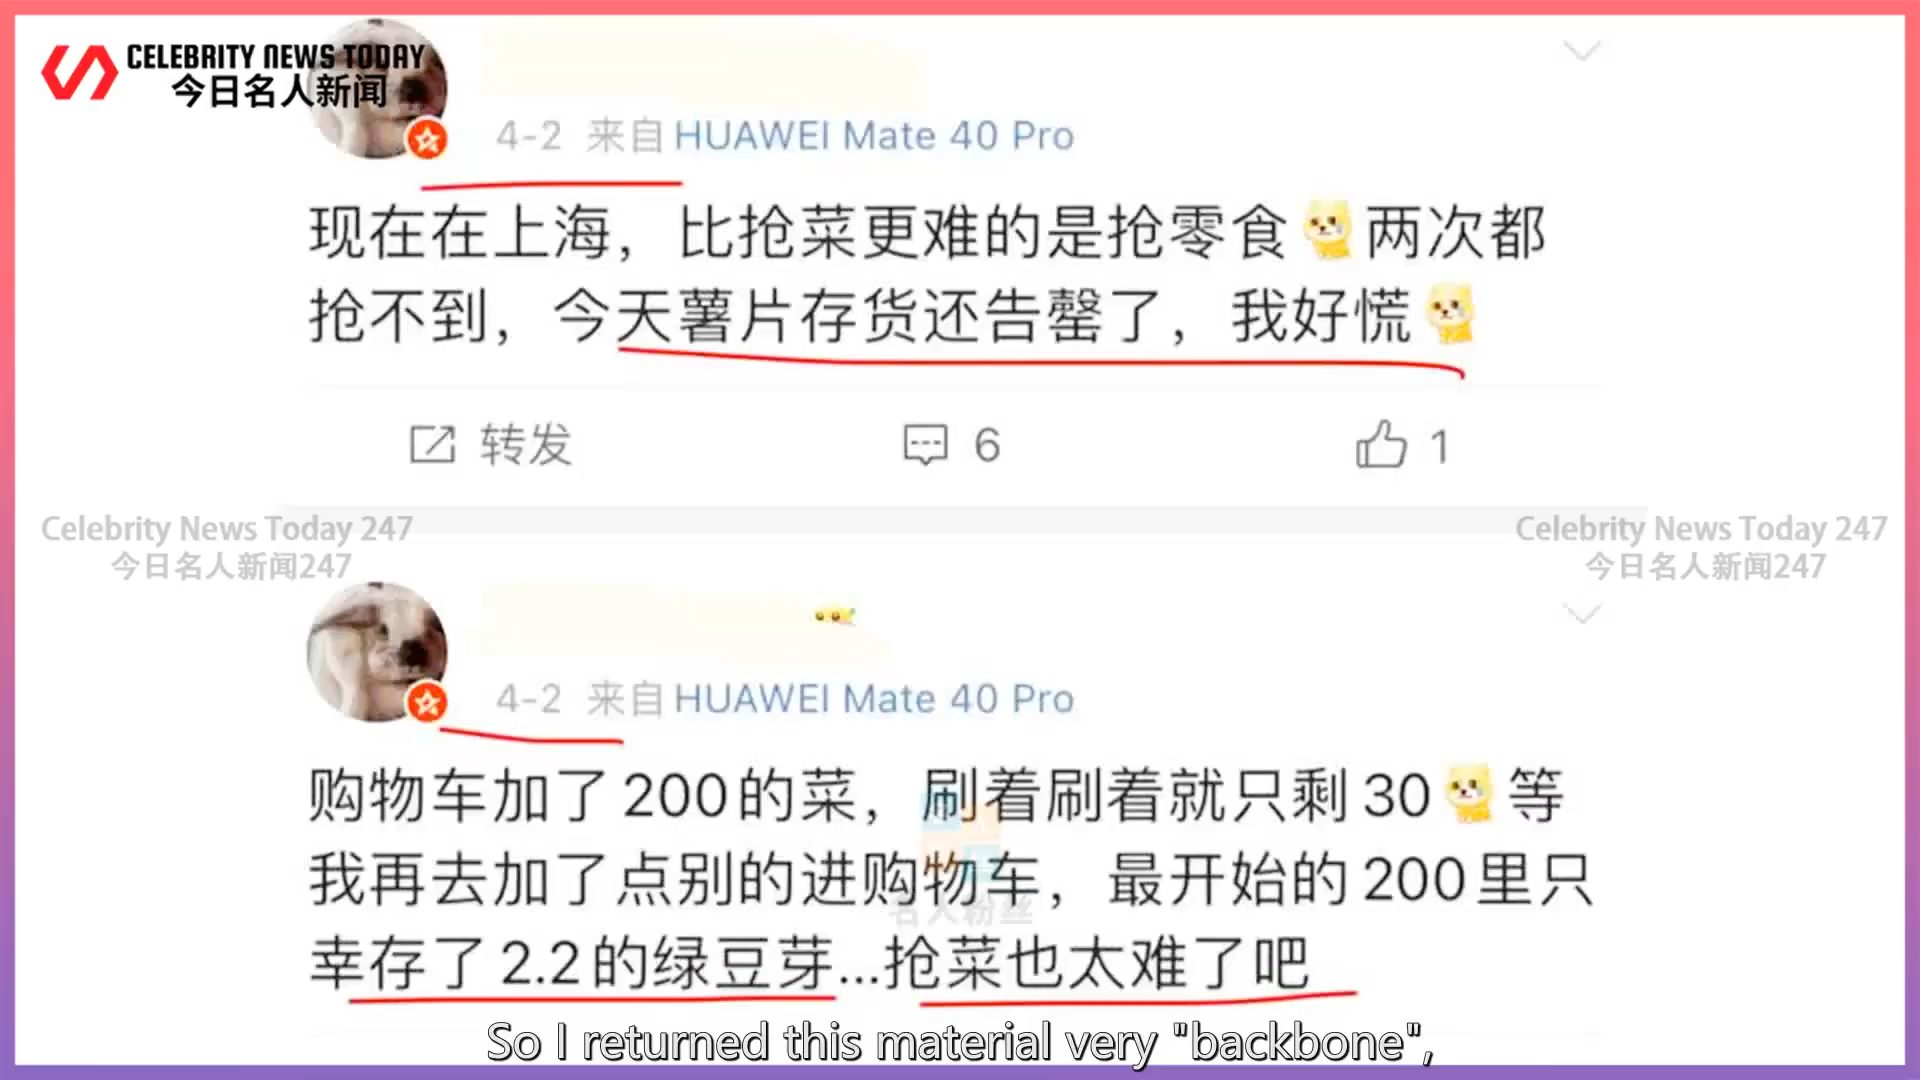 CELEBRITY NEWS TODAY
今日名人新闻
4-2 来自 HUAWEI Mate 40 Pro
现在在上海，比抢菜更难的是抢零食 两次都
抢不到，今天薯片存货还告罄了，我好慌
转发 6 1
Celebrity News Today 247
今日名人新闻247
Celebrity News Today 247
今日名人新闻247
4-2 来自 HUAWEI Mate 40 Pro
购物车加了200的菜，刷着刷着就只剩30 等
我再去加了点别的进购物车，最开始的200里只
名人粉丝
幸存了2.2的绿豆芽...抢菜也太难了吧
So I returned this material very "backbone",